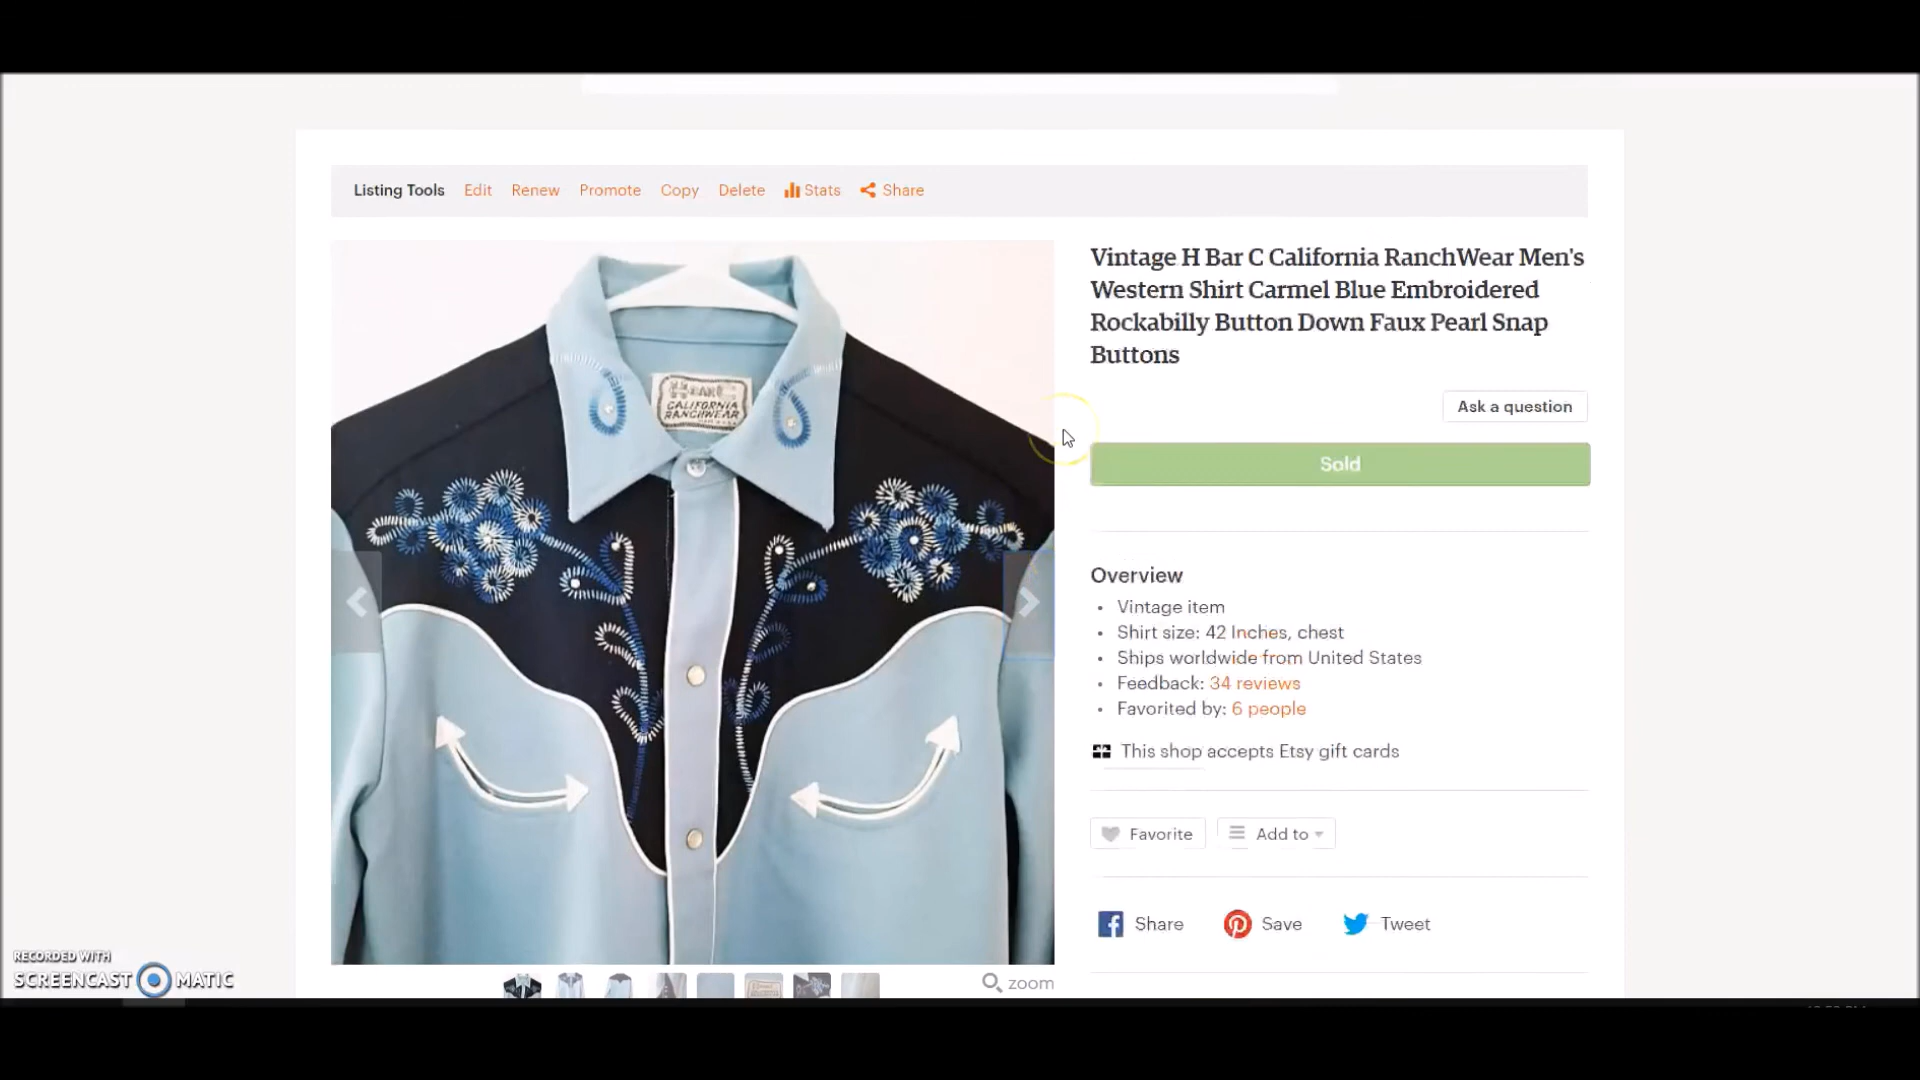 Listing Tools Edit Renew Promote Copy Delete Stats Share
Vintage H Bar C California RanchWear Men's
Western Shirt Carmel Blue Embroidered
Rockabilly Button Down Faux Pearl Snap
Buttons
Ask a question
Sold
H BAR C
CALIFORNIA
RANCHWEAR
Overview
• Vintage item
• Shirt size: 42 Inches, chest
• Ships worldwide from United States
• Feedback: 34 reviews
• Favorited by: 6 people
This shop accepts Etsy gift cards
Favorite Add to
Share Save Tweet
zoom
RECORDED WITH
SCREENCAST MATIC